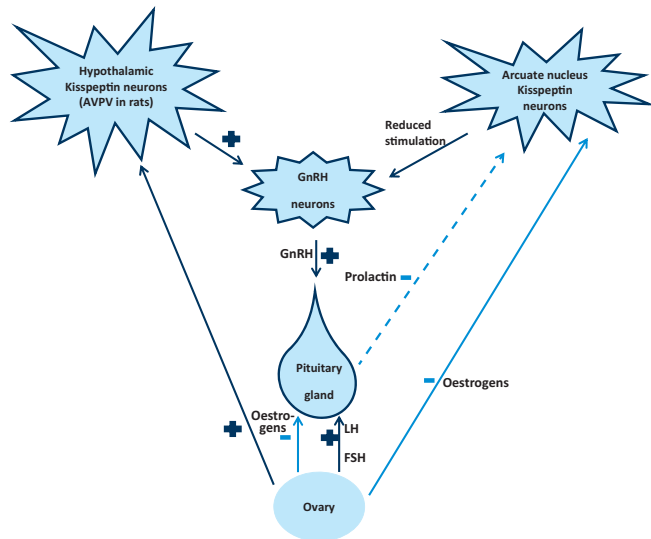 Hypothalamic
Kisspeptin neurons
(AVPV in rats)
Arcuate nucleus
Kisspeptin
neurons
Reduced
stimulation
GnRH
neurons
GnRH
Prolactin
Pituitary
gland
Oestrogens
Oestro-
gens
LH
FSH
Ovary